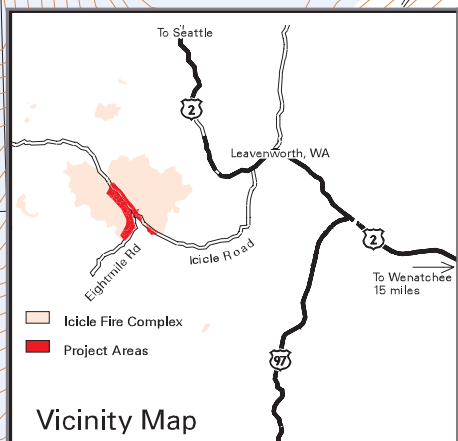 To Seattle
2
Leavenworth, WA
2
Icicle Road
Eightmile Rd
To Wenatchee
15 miles
Icicle Fire Complex
Project Areas
97
Vicinity Map